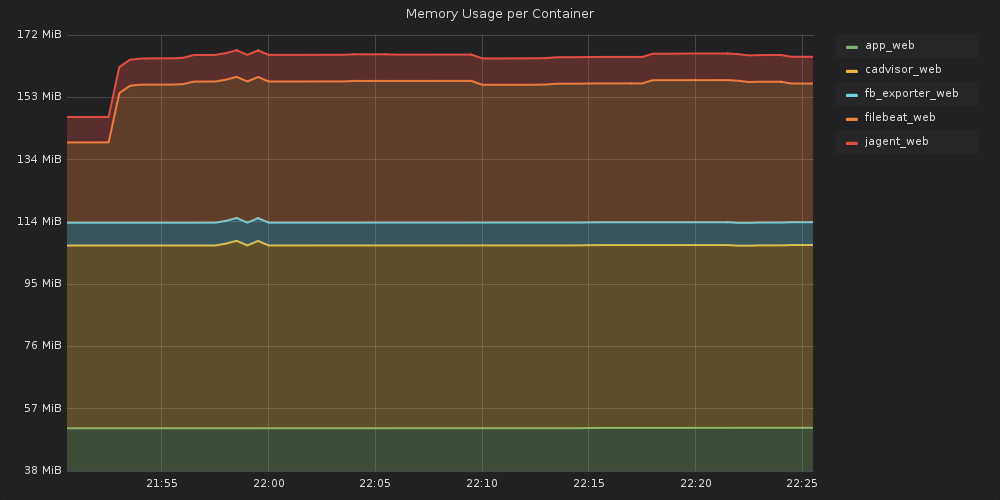 Memory Usage per Container
172 MiB
153 MiB
134 MiB
114 MiB
95 MiB
76 MiB
57 MiB
38 MiB
21:55 22:00 22:05 22:10 22:15 22:20 22:25
app_web
cadvisor_web
fb_exporter_web
filebeat_web
jagent_web